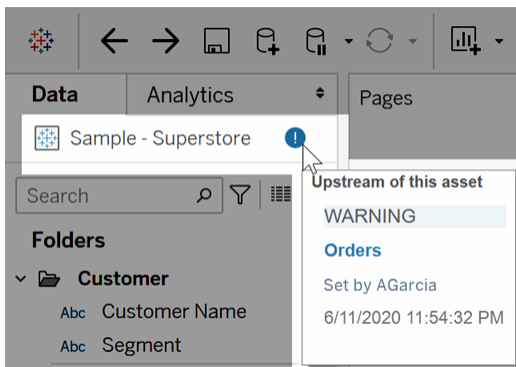 Data
Analytics
Pages
Sample - Superstore
!
Upstream of this asset
Search
WARNING
Folders
Orders
Customer
Set by AGarcia
Abc Customer Name
6/11/2020 11:54:32 PM
Abc Segment